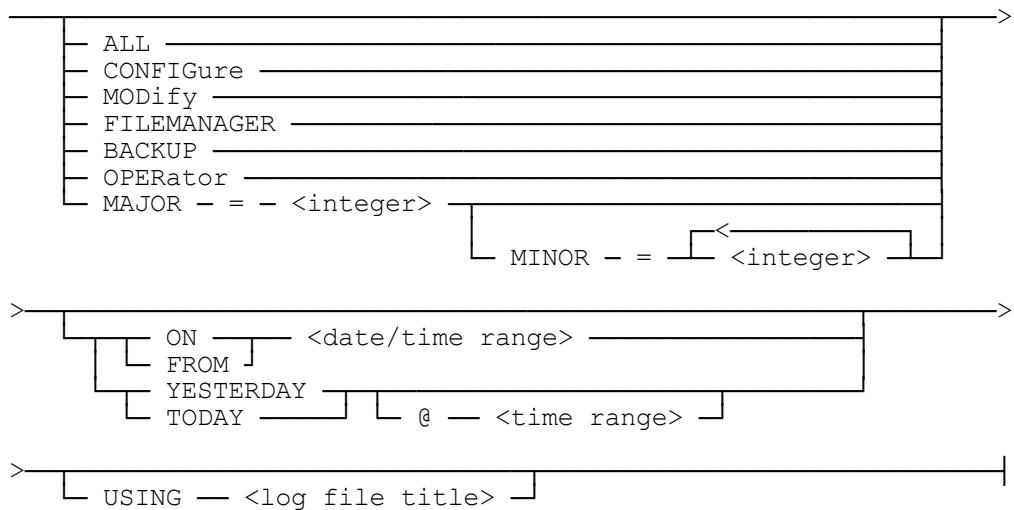 ALL
CONFIGure
MODify
FILEMANAGER
BACKUP
OPERator
MAJOR — = — <integer>
MINOR — = <integer>
ON <date/time range>
FROM
YESTERDAY
TODAY @ — <time range>
USING — <log file title>